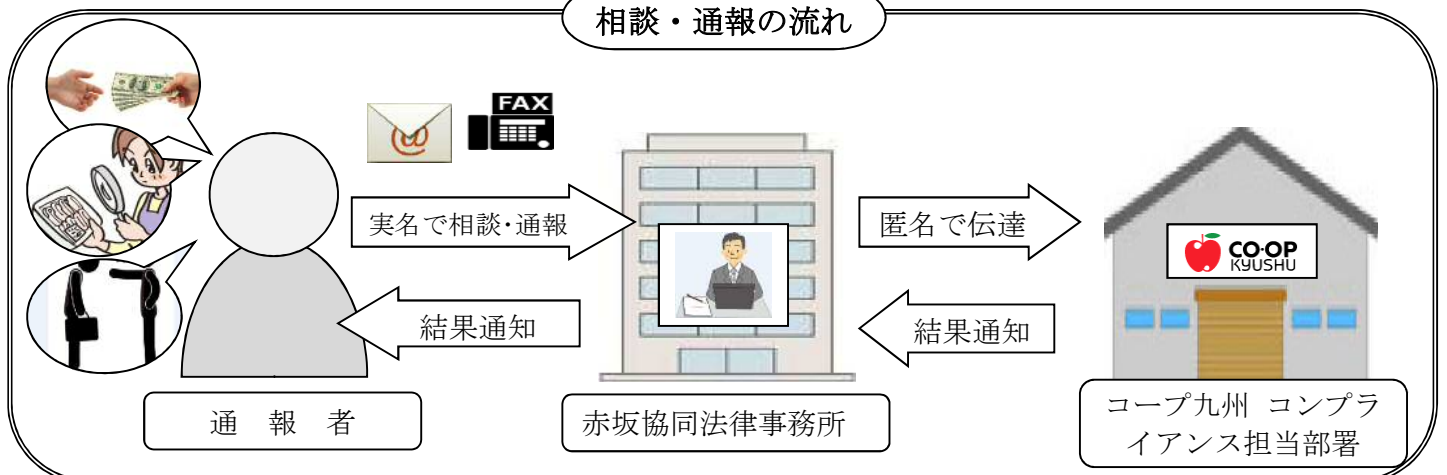 相談・通報の流れ
@
FAX
実名で相談・通報
匿名で伝達
CO·OP
KYUSHU
結果通知
結果通知
通 報 者
赤坂協同法律事務所
コープ九州 コンプラ
イアンス担当部署